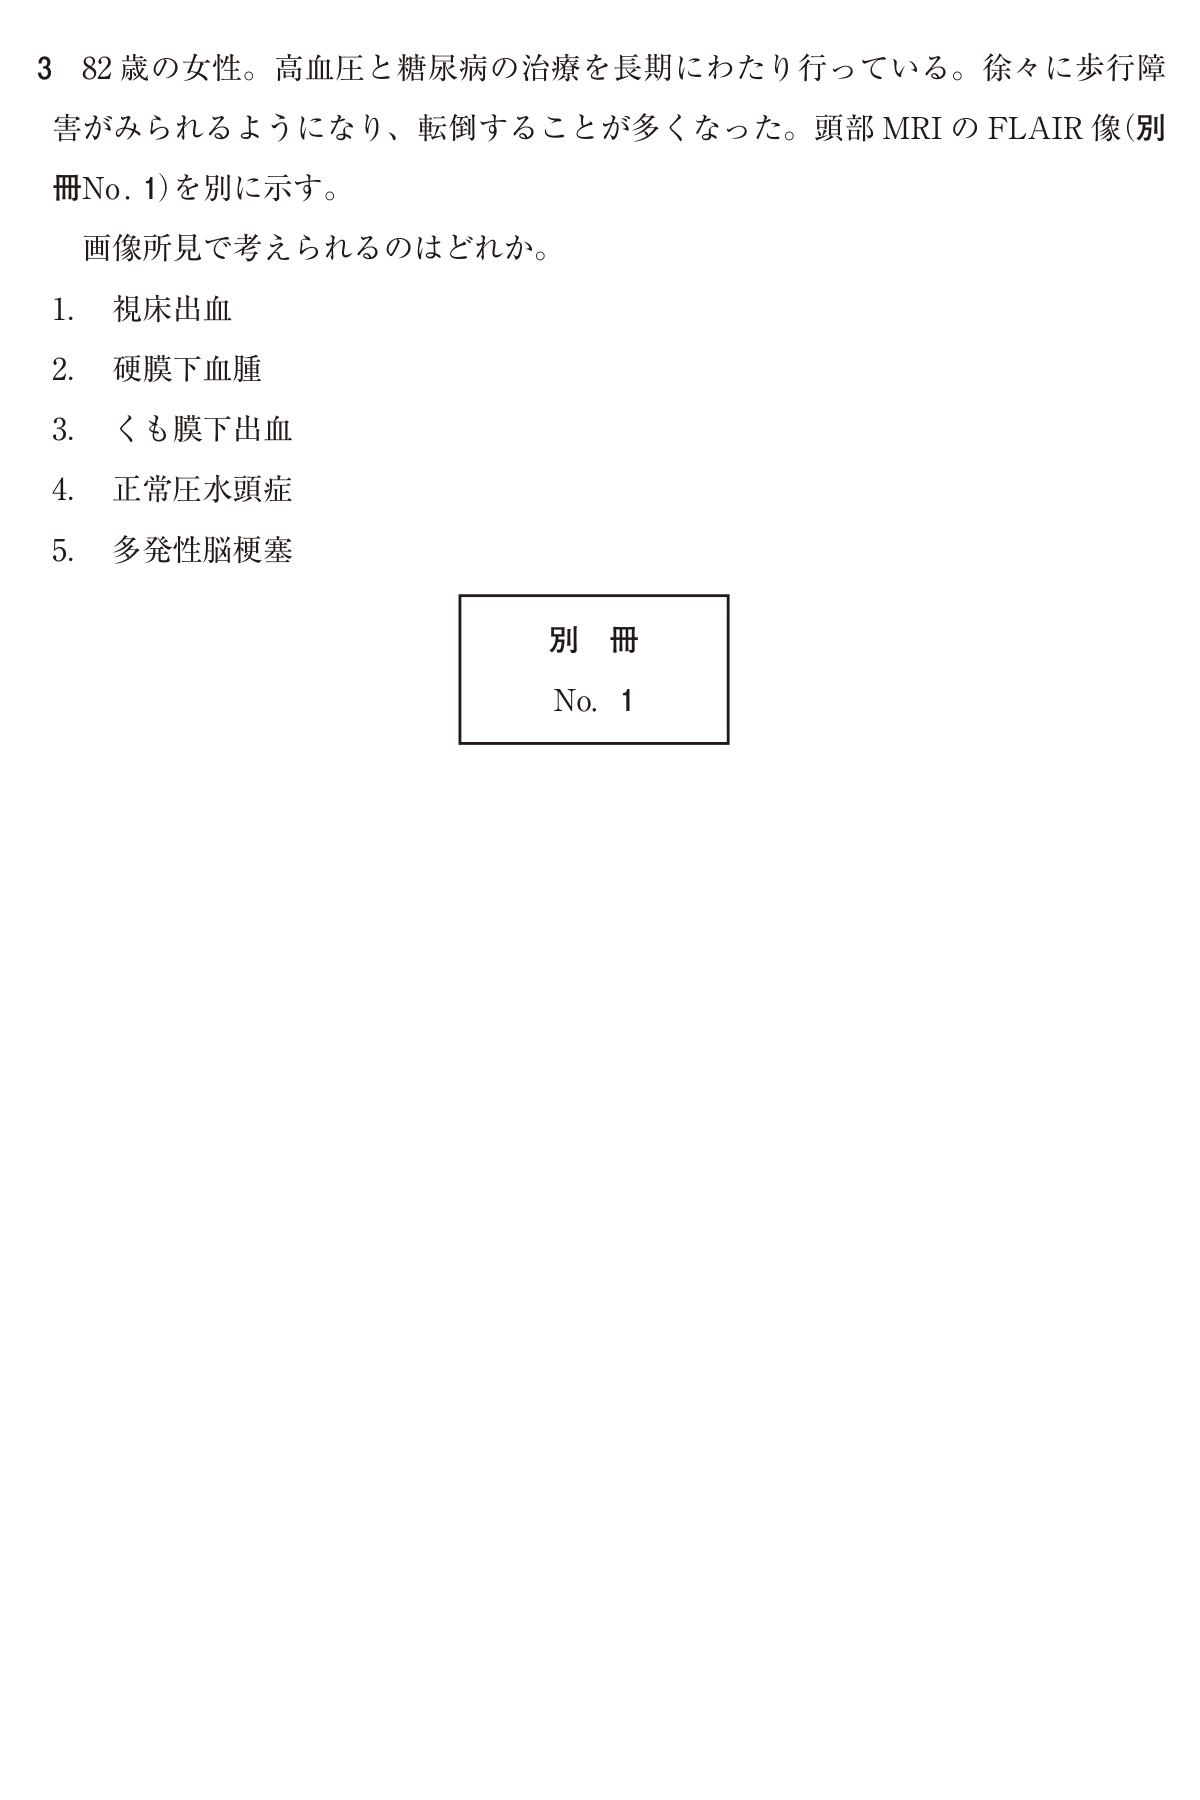 3 82歳の女性。高血圧と糖尿病の治療を長期にわたり行っている。徐々に歩行障
害がみられるようになり、転倒することが多くなった。頭部 MRI の FLAIR 像(別
冊No. 1)を別に示す。
画像所見で考えられるのはどれか。
1. 視床出血
2. 硬膜下血腫
3. くも膜下出血
4. 正常圧水頭症
5. 多発性脳梗塞
別 冊
No. 1